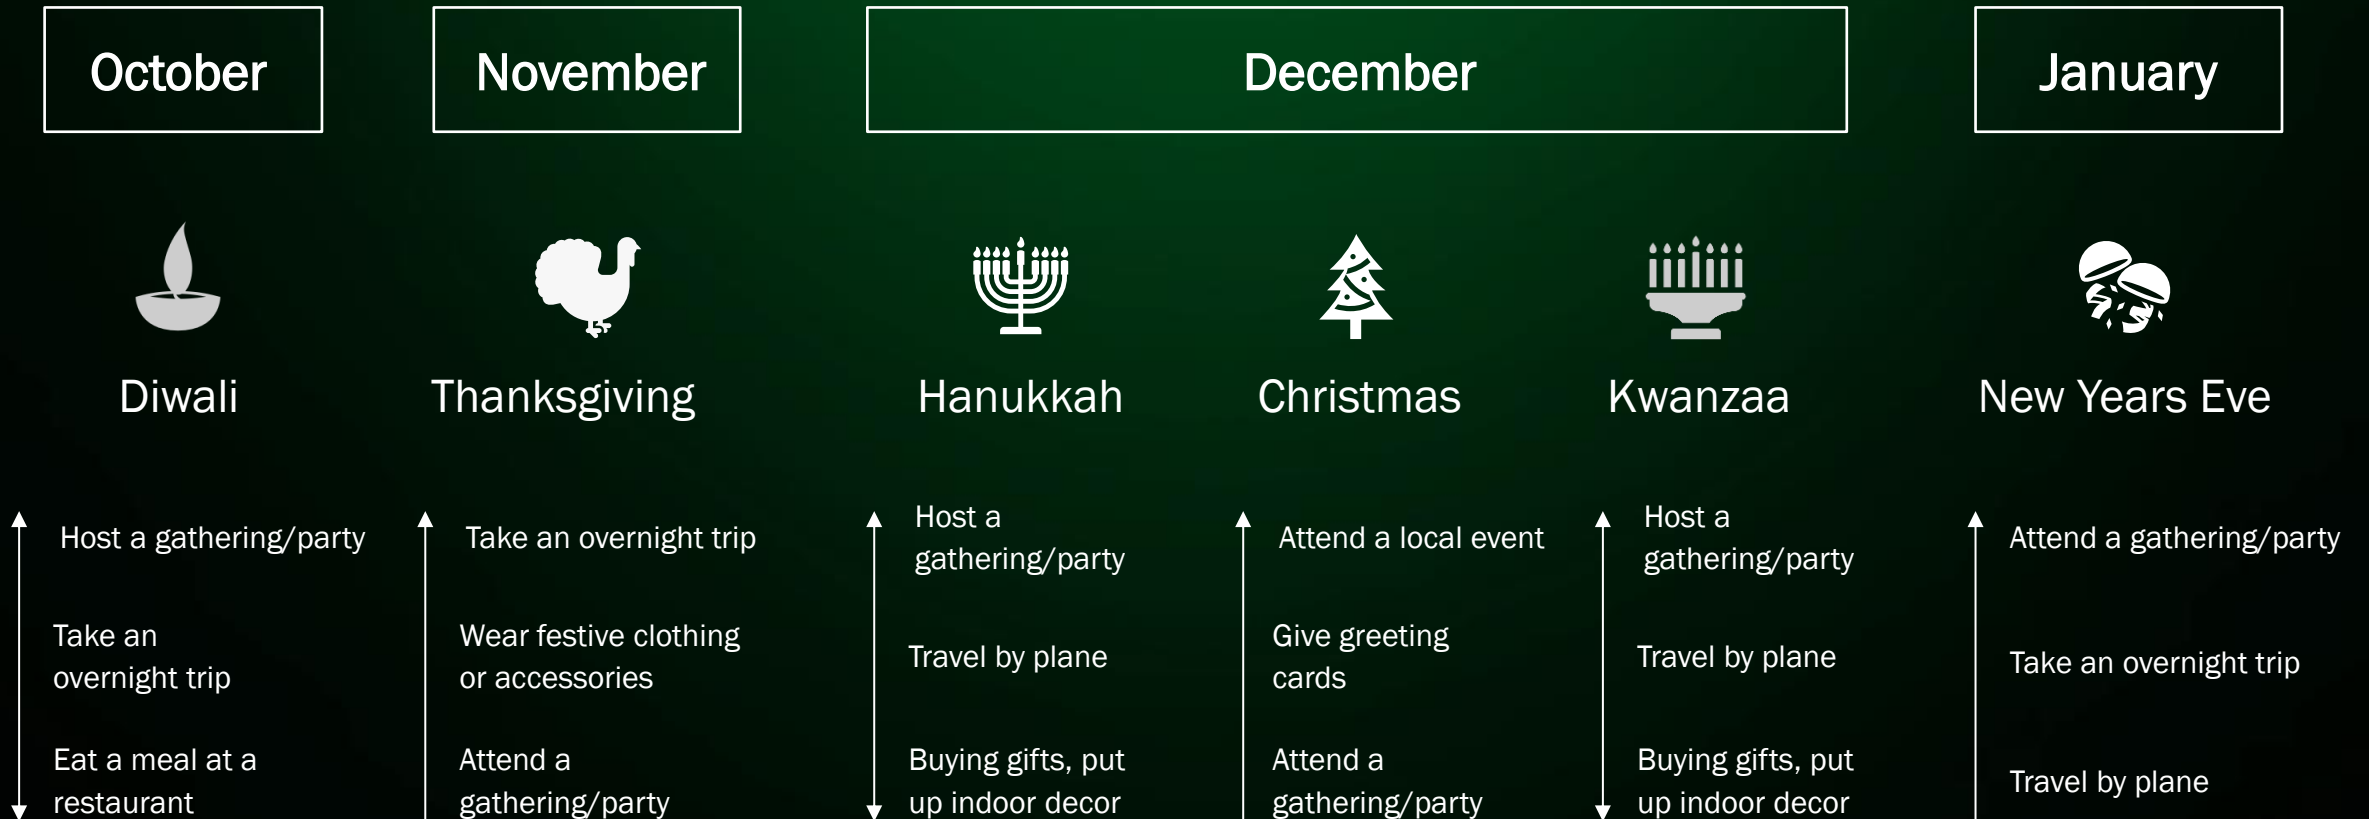 October
November
December
January
Diwali
Thanksgiving
Hanukkah
Christmas
Kwanzaa
New Years Eve
Host a gathering/party
Take an
overnight trip
Eat a meal at a
restaurant
Take an overnight trip
Wear festive clothing
or accessories
Attend a
gathering/party
Host a
gathering/party
Travel by plane
Buying gifts, put
up indoor decor
Attend a local event
Give greeting
cards
Attend a
gathering/party
Host a
gathering/party
Travel by plane
Buying gifts, put
up indoor decor
Attend a gathering/party
Take an overnight trip
Travel by plane